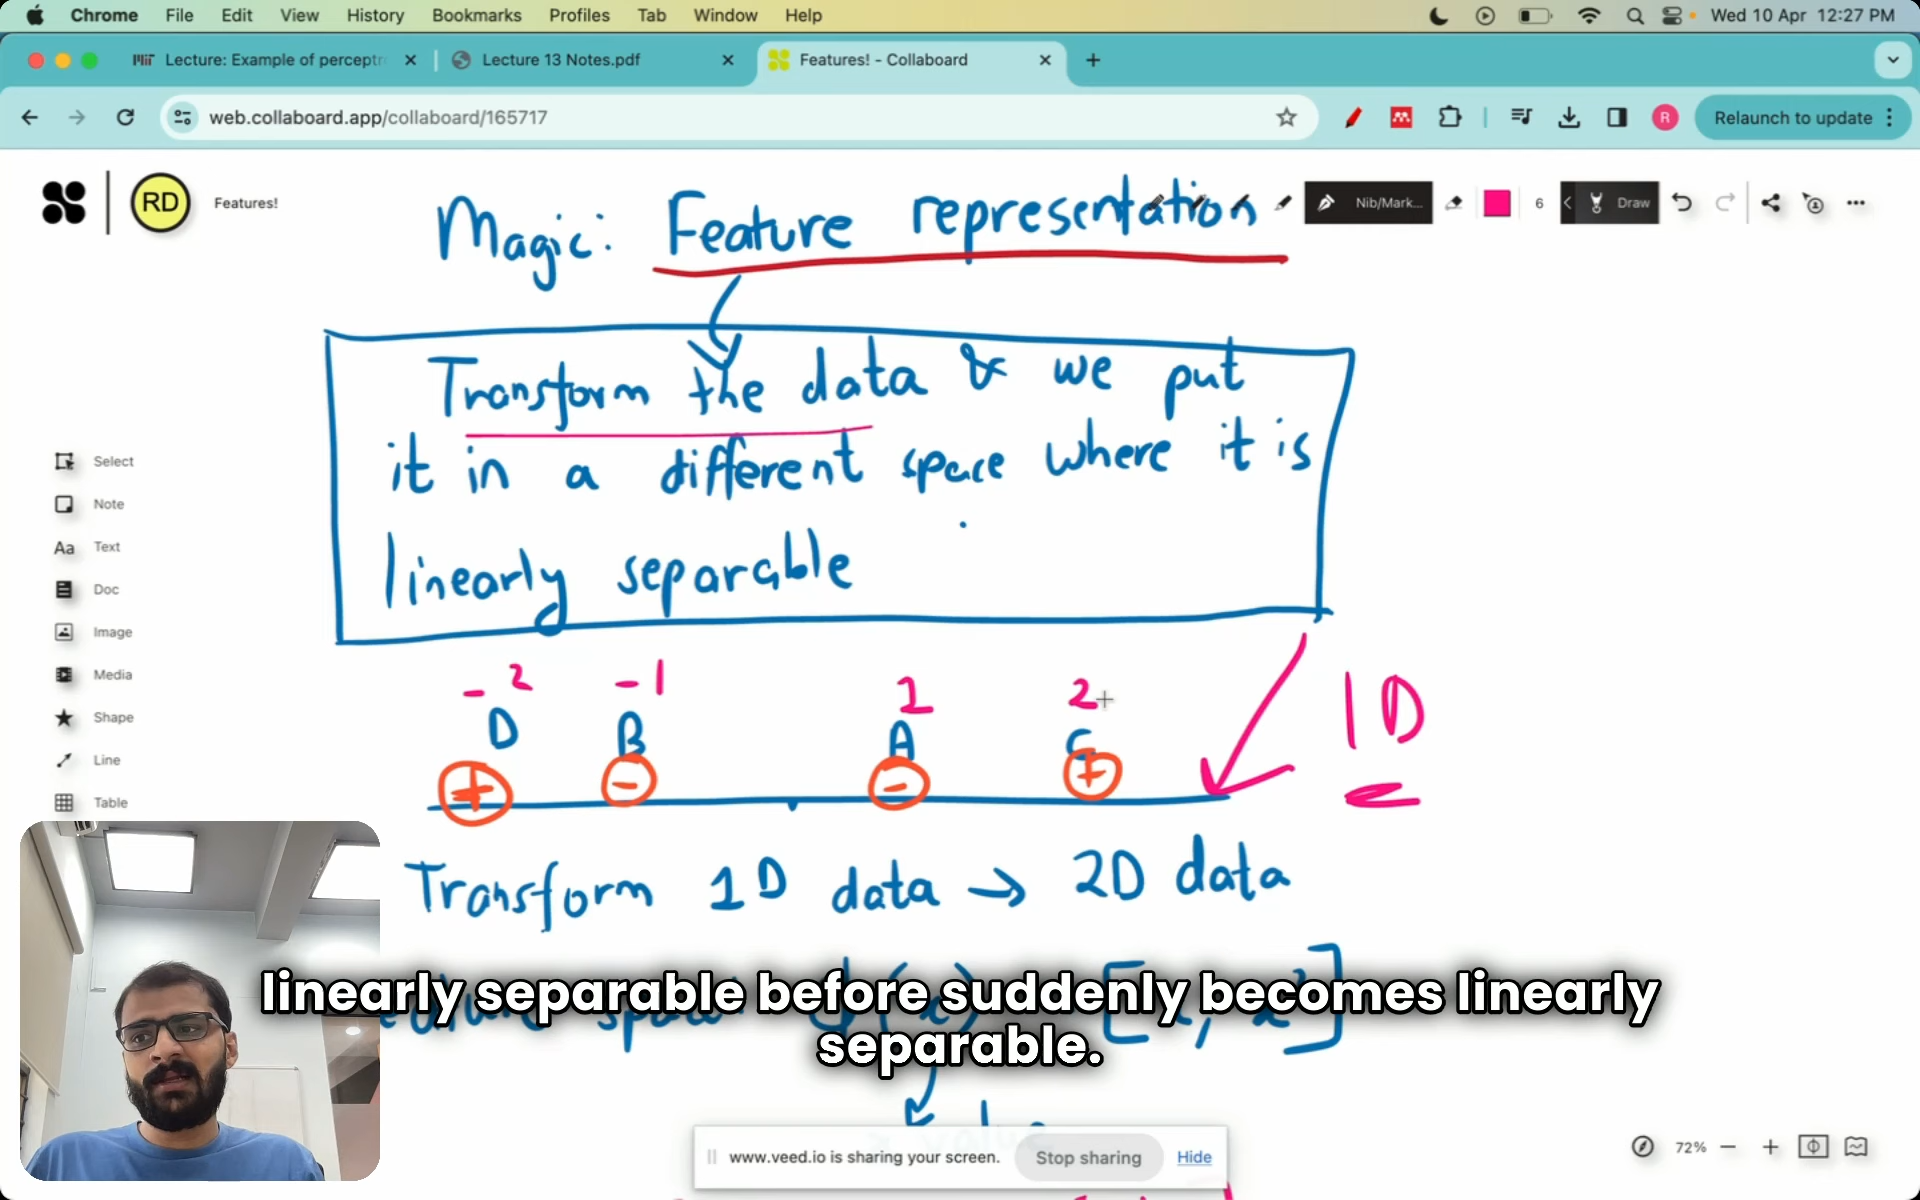 Chrome File Edit View History Bookmarks Profiles Tab Window Help Wed 10 Apr 12:27 PM
Lecture: Example of perceptr Lecture 13 Notes.pdf Features! - Collaboard
web.collaboard.app/collaboard/165717 R Relaunch to update
RD Features! Nib/Mark... 6 Draw
Magic: Feature representation
Transform the data & we put
it in a different space where it is
linearly separable
Select
Note
Text
Doc
Image
Media
Shape
Line
Table
-2 -1 1 2 1D
D B A C
+ - - +
Transform 1D data → 2D data
linearly separable before suddenly becomes linearly
separable.
value
www.veed.io is sharing your screen. Stop sharing Hide
72%